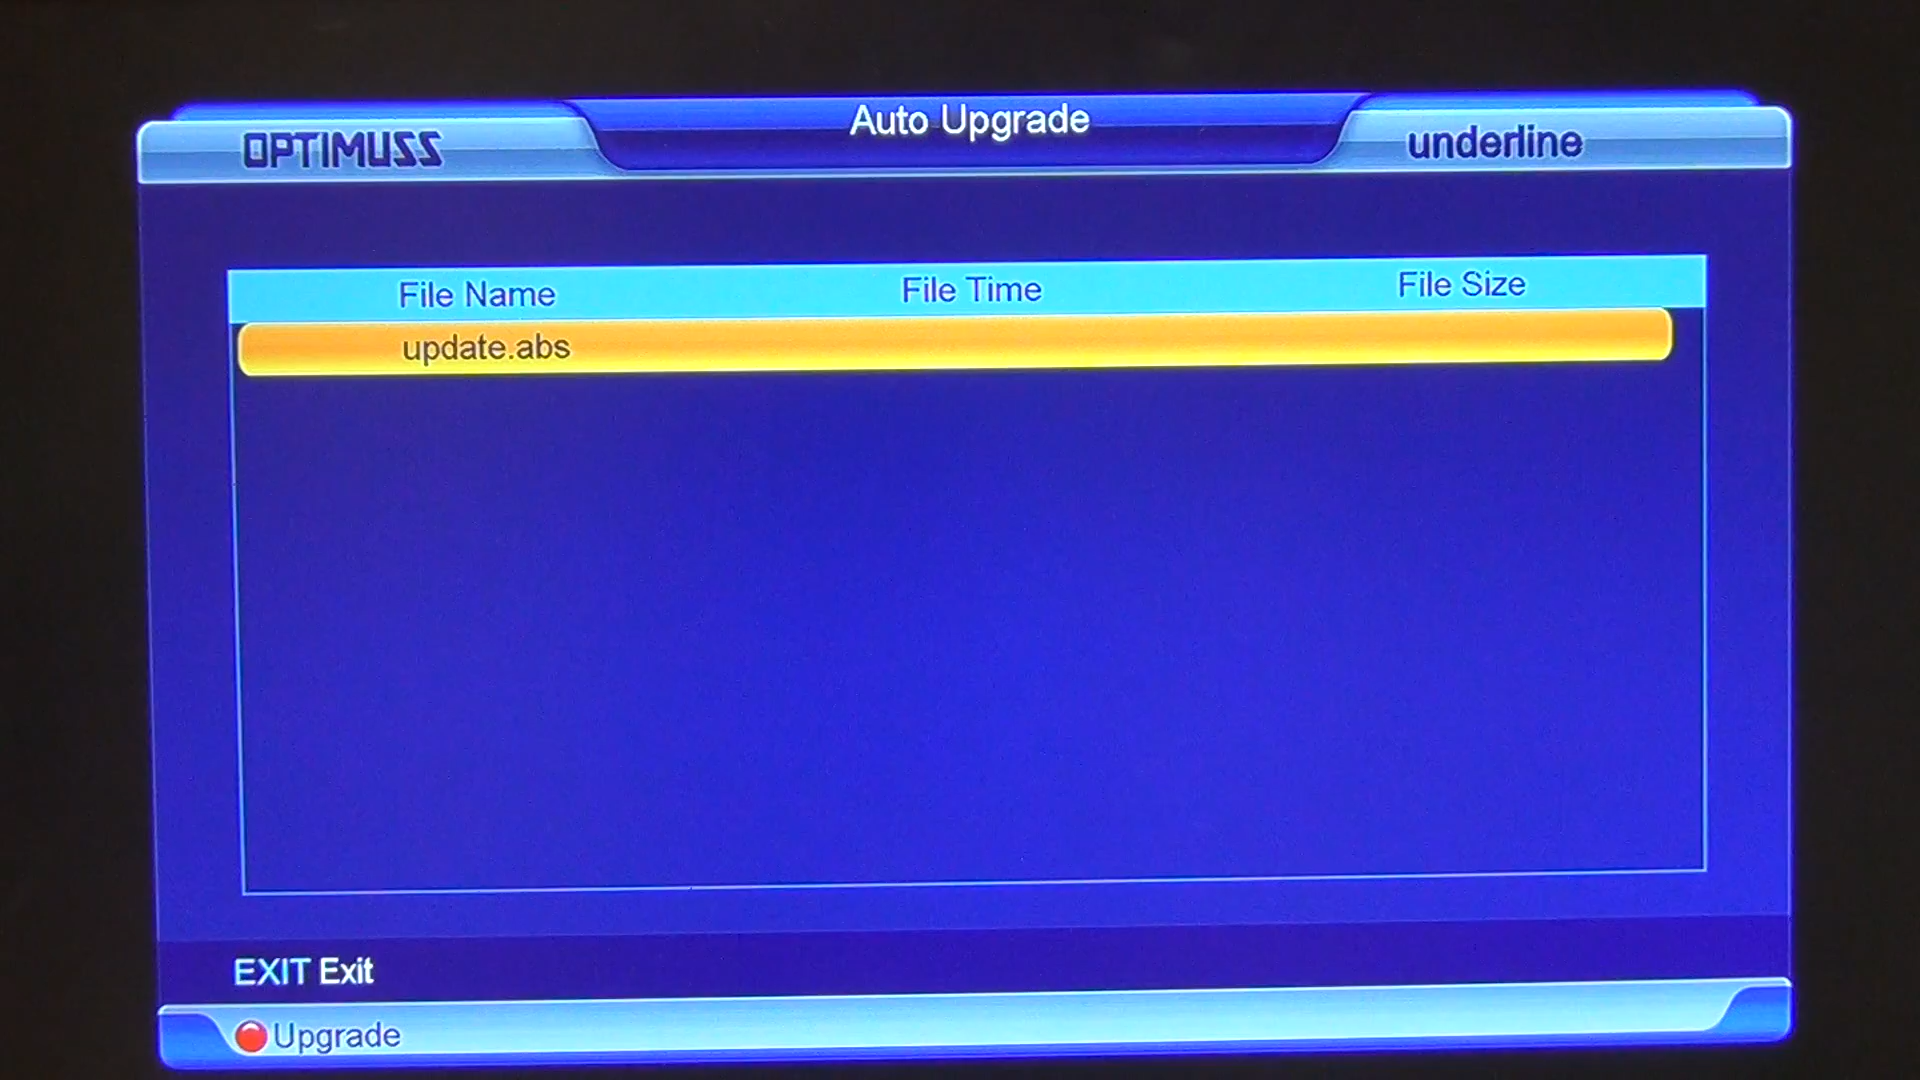 OPTIMUSS
Auto Upgrade
underline
File Name File Time File Size
update.abs
EXIT Exit
Upgrade